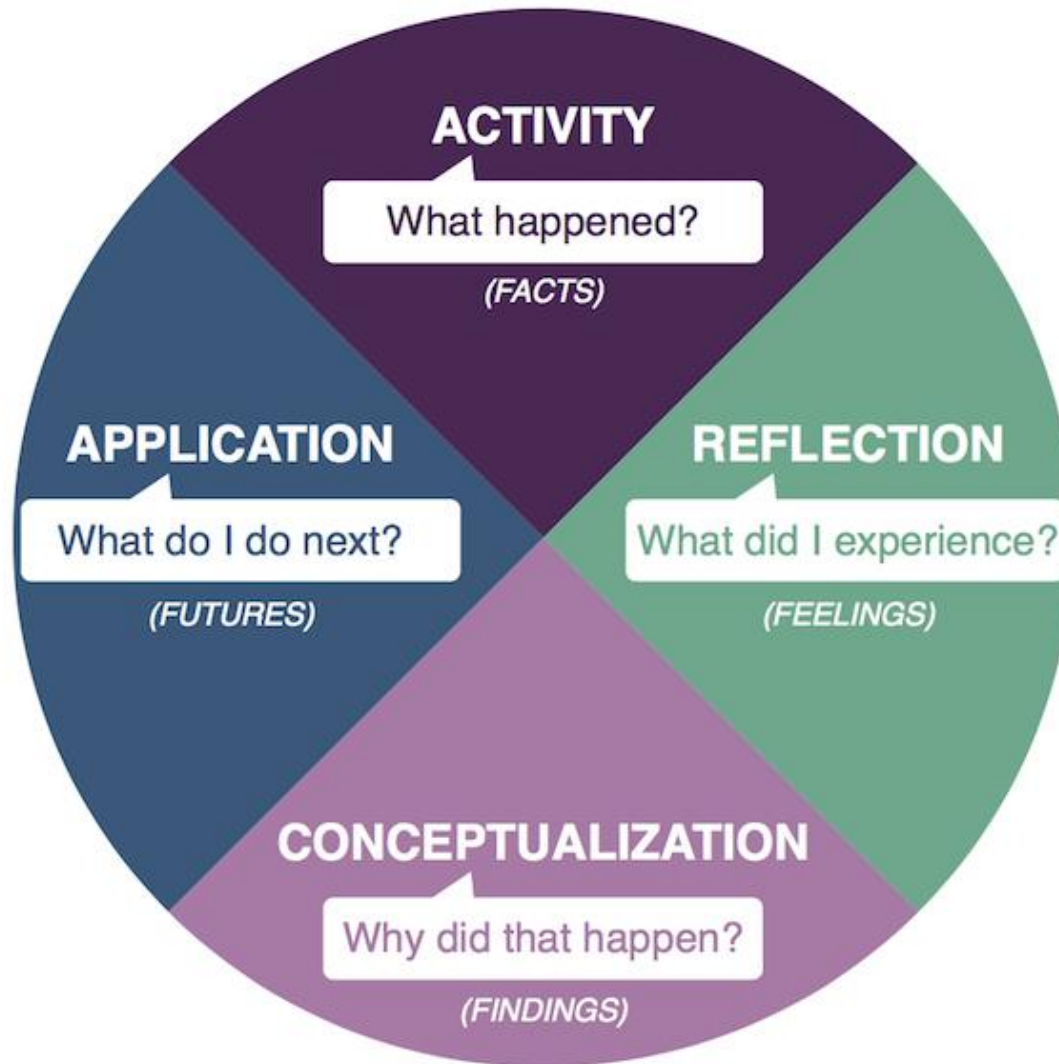 ACTIVITY
What happened?
(FACTS)
APPLICATION
What do I do next?
(FUTURES)
REFLECTION
What did I experience?
(FEELINGS)
CONCEPTUALIZATION
Why did that happen?
(FINDINGS)